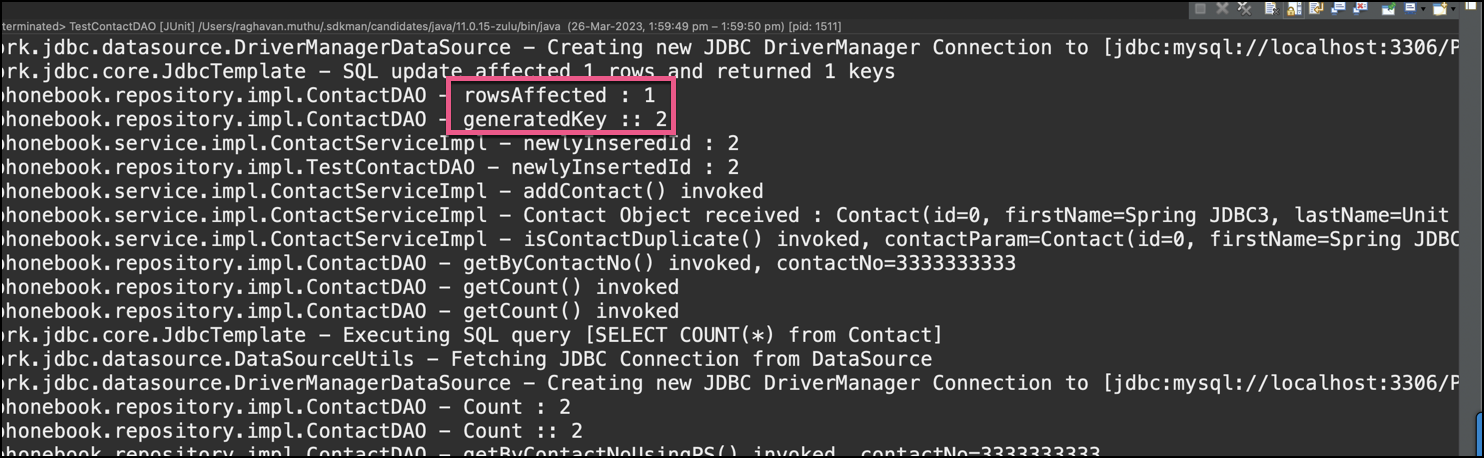 terminated> TestContactDAO [JUnit] /Users/raghavan.muthu/.sdkman/candidates/java/11.0.15-zulu/bin/java (26-Mar-2023, 1:59:49 pm – 1:59:50 pm) [pid: 1511]
ork.jdbc.datasource.DriverManagerDataSource – Creating new JDBC DriverManager Connection to [jdbc:mysql://localhost:3306/P
ork.jdbc.core.JdbcTemplate – SQL update affected 1 rows and returned 1 keys
phonebook.repository.impl.ContactDAO – rowsAffected : 1
phonebook.repository.impl.ContactDAO – generatedKey :: 2
phonebook.service.impl.ContactServiceImpl – newlyInseredId : 2
phonebook.repository.impl.TestContactDAO – newlyInsertedId : 2
phonebook.service.impl.ContactServiceImpl – addContact() invoked
phonebook.service.impl.ContactServiceImpl – Contact Object received : Contact(id=0, firstName=Spring JDBC3, lastName=Unit
phonebook.service.impl.ContactServiceImpl – isContactDuplicate() invoked, contactParam=Contact(id=0, firstName=Spring JDBC
phonebook.repository.impl.ContactDAO – getByContactNo() invoked, contactNo=3333333333
phonebook.repository.impl.ContactDAO – getCount() invoked
phonebook.repository.impl.ContactDAO – getCount() invoked
ork.jdbc.core.JdbcTemplate – Executing SQL query [SELECT COUNT(*) from Contact]
ork.jdbc.datasource.DataSourceUtils – Fetching JDBC Connection from DataSource
ork.jdbc.datasource.DriverManagerDataSource – Creating new JDBC DriverManager Connection to [jdbc:mysql://localhost:3306/P
phonebook.repository.impl.ContactDAO – Count : 2
phonebook.repository.impl.ContactDAO – Count :: 2
phonebook.repository.impl.ContactDAO – getByContactNoUsingPS() invoked, contactNo=3333333333